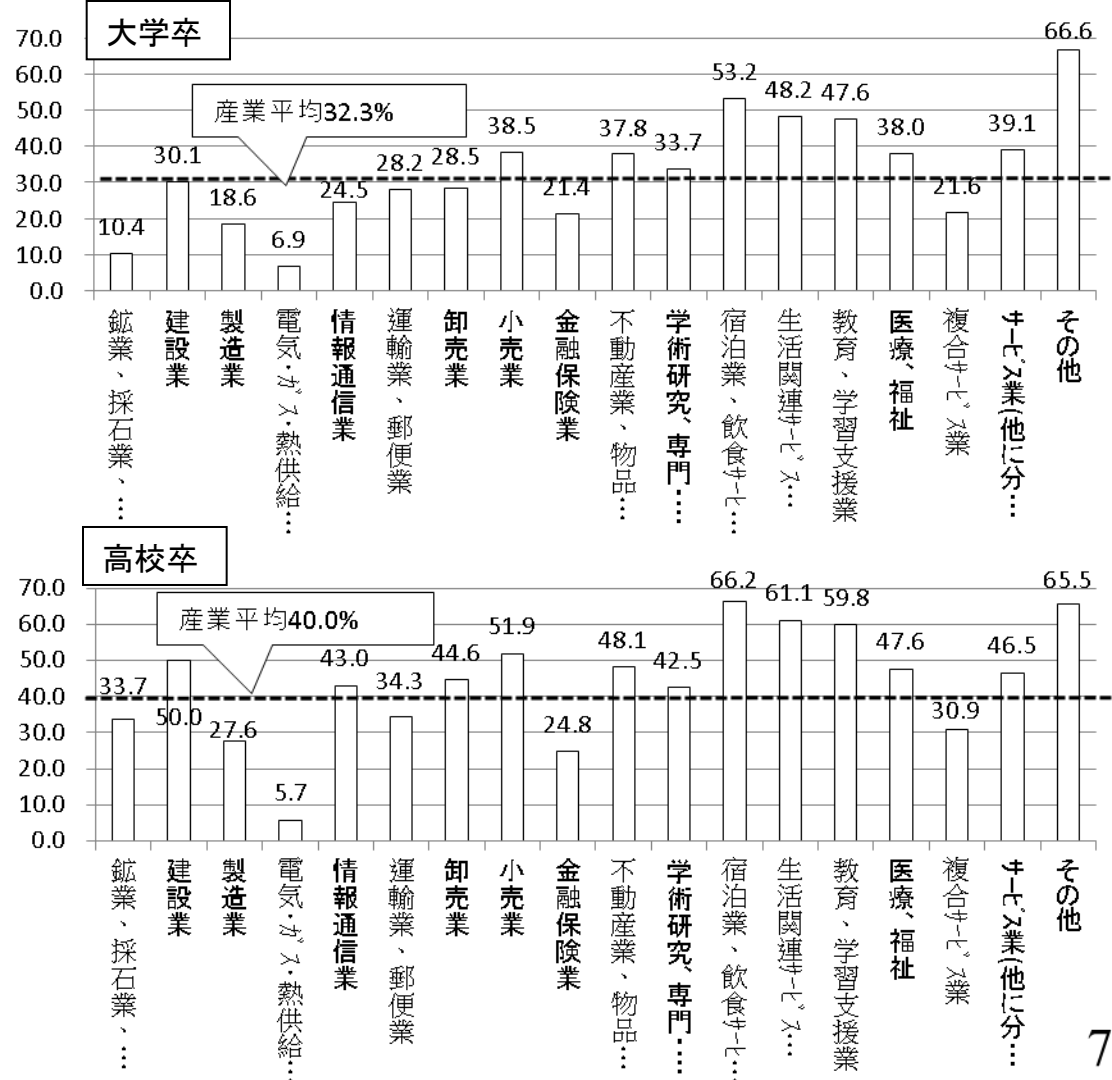 大学卒
産業平均32.3%
70.0
60.0
50.0
40.0
30.0
20.0
10.0
0.0
10.4
30.1
18.6
6.9
24.5
28.2
28.5
38.5
21.4
37.8
33.7
53.2
48.2
47.6
38.0
21.6
39.1
66.6
鉱業、採石業、…
建設業
製造業
電気・ガス・熱供給…
情報通信業
運輸業、郵便業
卸売業
小売業
金融保険業
不動産業、物品…
学術研究、専門…
宿泊業、飲食サービ…
生活関連サービス…
教育、学習支援業
医療、福祉
複合サービス業
サービス業(他に分…
その他
高校卒
産業平均40.0%
70.0
60.0
50.0
40.0
30.0
20.0
10.0
0.0
33.7
50.0
27.6
5.7
43.0
34.3
44.6
51.9
24.8
48.1
42.5
66.2
61.1
59.8
47.6
30.9
46.5
65.5
鉱業、採石業、…
建設業
製造業
電気・ガス・熱供給…
情報通信業
運輸業、郵便業
卸売業
小売業
金融保険業
不動産業、物品…
学術研究、専門…
宿泊業、飲食サービ…
生活関連サービス…
教育、学習支援業
医療、福祉
複合サービス業
サービス業(他に分…
その他
7